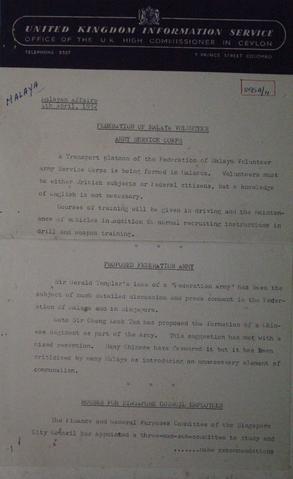 UNITED KINGDOM INFORMATION SERVICE
OFFICE OF THE U.K. HIGH COMMISSIONER IN CEYLON
TELEPHONE
PRINCE STREET COLOMBO
MALAYA
Malayan Affairs
April,
FEDERATION OF MALAYA VOLUNTEER
ARMY SERVICE CORPS
A Transport platoon of the Federation of Malaya Volunteer
Army Service Corps is being formed in Malacca. Volunteers must
be either British subjects or Federal citizens, but a knowledge
of English is not necessary.
Courses of training will be given in driving and the mainten-
ance of vehicles in addition to normal recruiting instructions in
drill and weapon training.
* * *
PROPOSED FEDERATION ARMY
Sir Gerald Templer's idea of a "Federation Army" has been the
subject of much detailed discussion and press comment in the Feder-
ation of Malaya and in Singapore.
Dato Sir Cheng Lock Tan has proposed the formation of a Chi-
nese Regiment as part of the Army. This suggestion has met with a
mixed reception. Many Chinese have favoured it but it has been
criticised by many Malays as introducing an unnecessary element of
communalism.
* * *
FOR SINGAPORE COUNCIL EMPLOYEES
The Finance and General Purposes Committee of the Singapore
City Council has appointed a three-man sub-committee to study and
......make recommendations